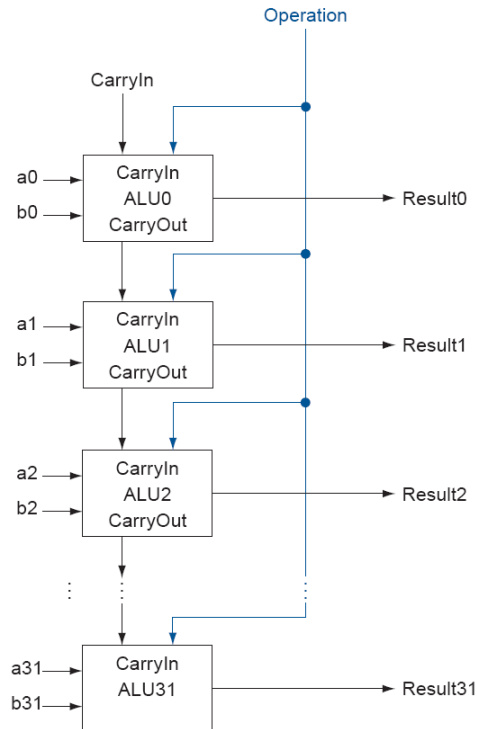 Operation
CarryIn
a0
b0
CarryIn
ALU0
CarryOut
Result0
a1
b1
CarryIn
ALU1
CarryOut
Result1
a2
b2
CarryIn
ALU2
CarryOut
Result2
a31
b31
CarryIn
ALU31
Result31